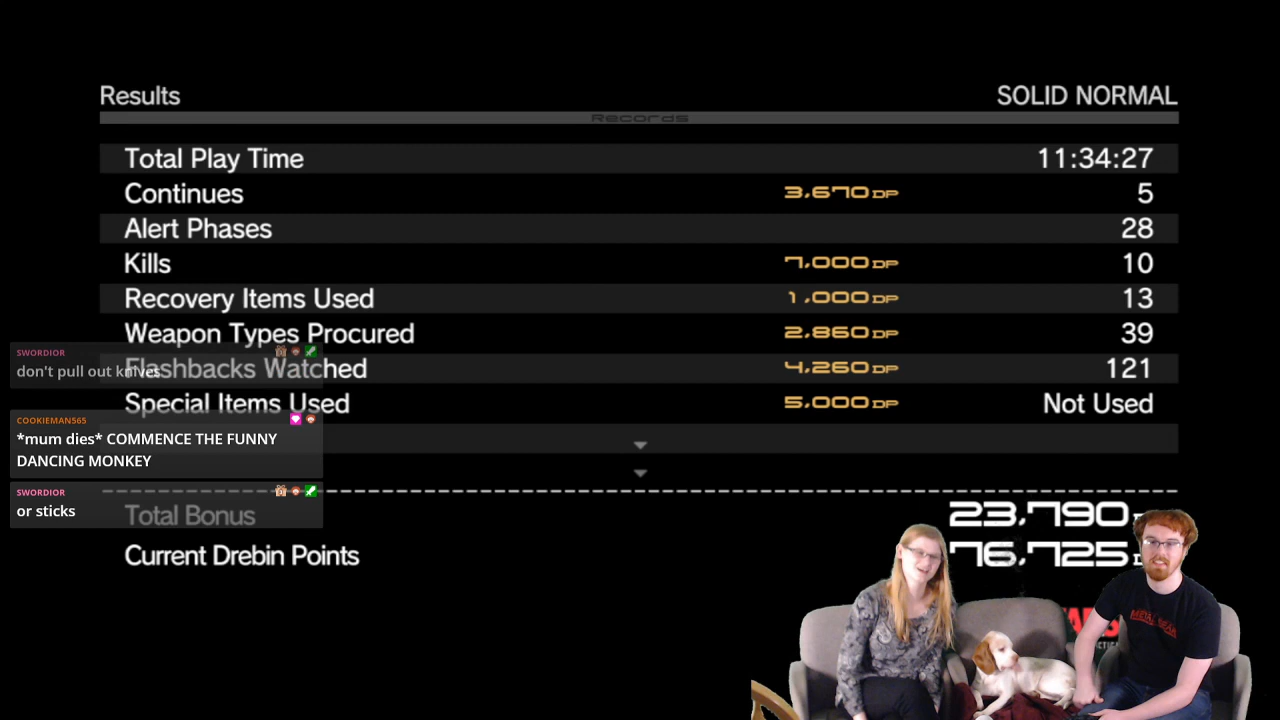 Results SOLID NORMAL
Records
Total Play Time 11:34:27
Continues 3,670 DP 5
Alert Phases 28
Kills 7,000 DP 10
Recovery Items Used 1,000 DP 13
Weapon Types Procured 2,860 DP 39
Flashbacks Watched 4,260 DP 121
Special Items Used 5,000 DP Not Used
Total Bonus 23,790
Current Drebin Points 76,725
SWORDIOR
don't pull out knives
COOKIEMAN565
*mum dies* COMMENCE THE FUNNY
DANCING MONKEY
SWORDIOR
or sticks
METAL GEAR